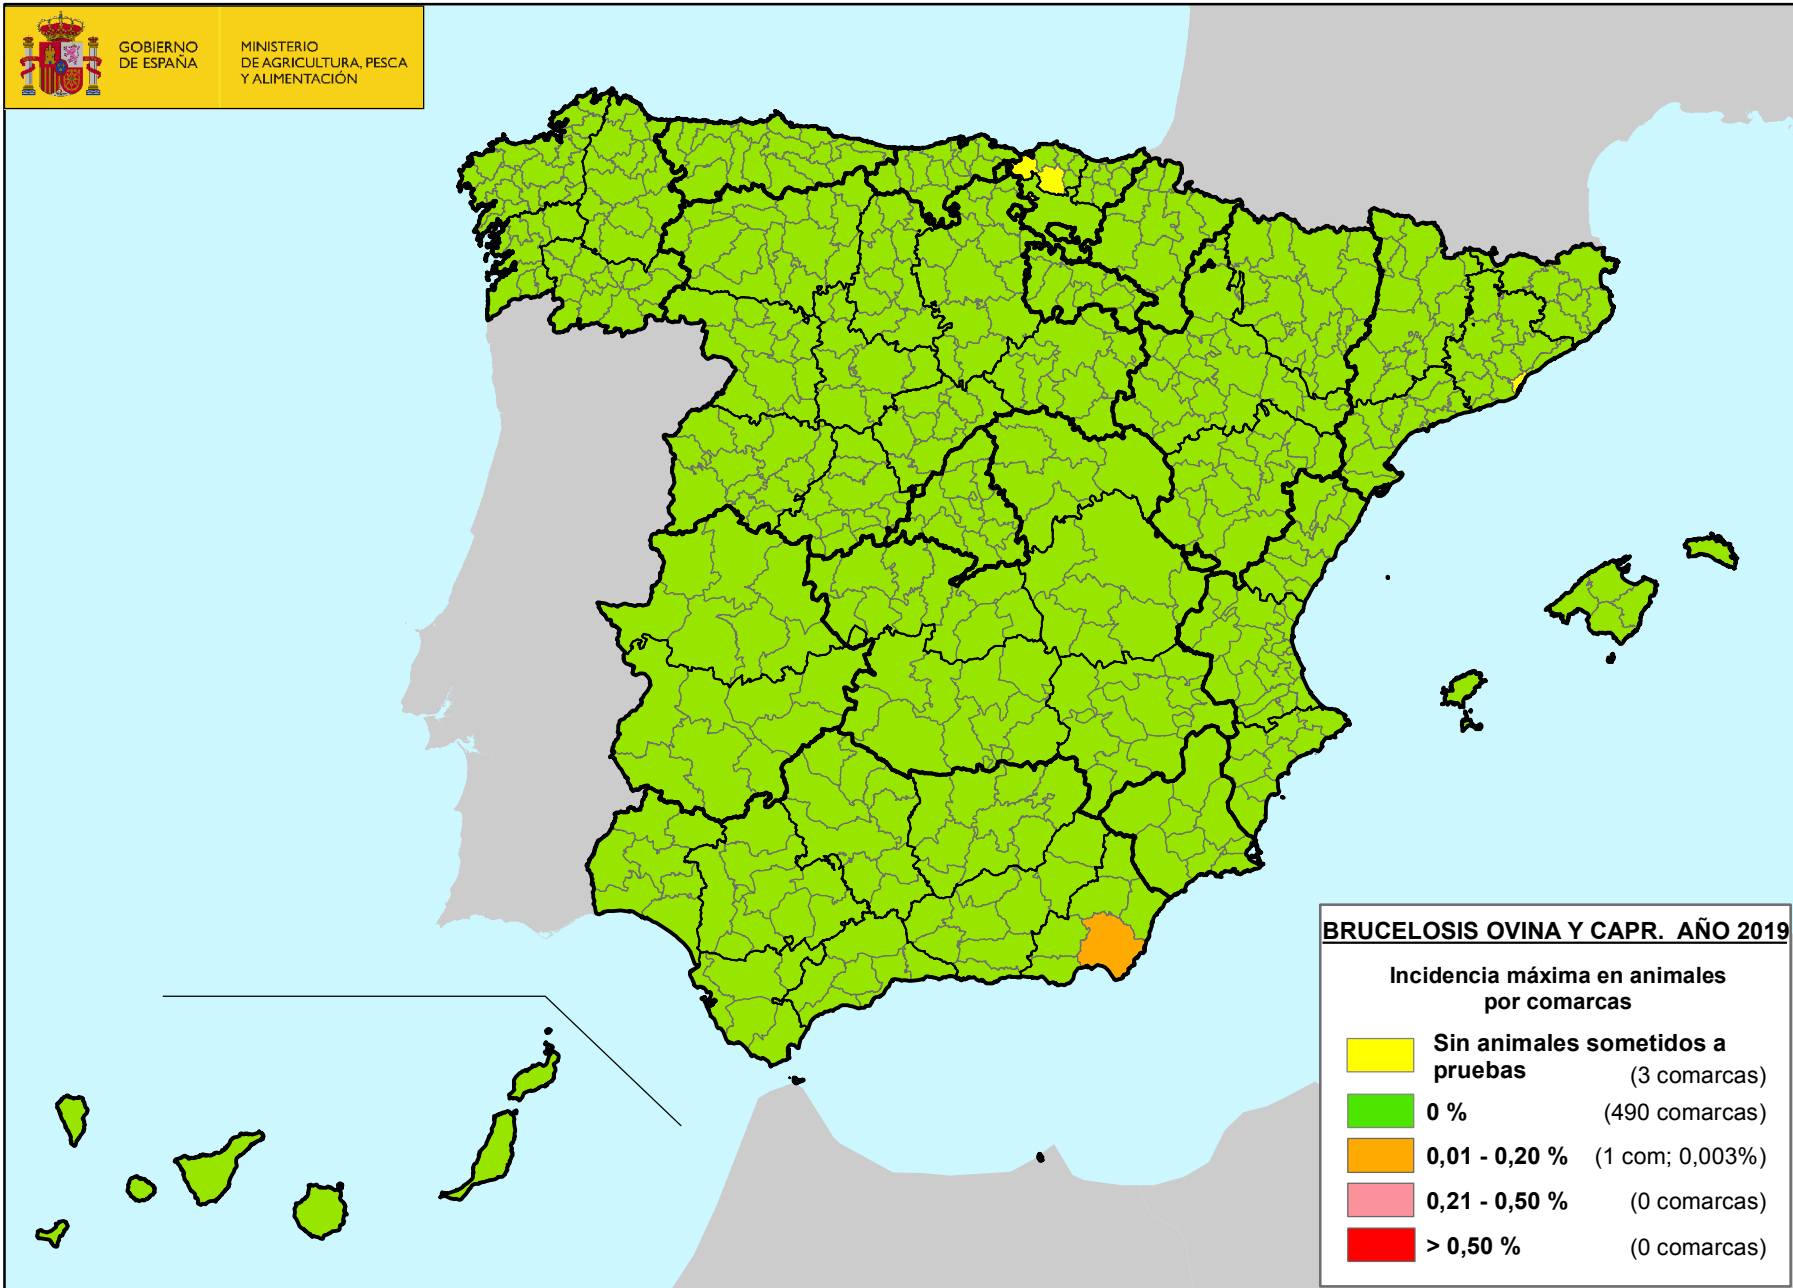 GOBIERNO
DE ESPAÑA
MINISTERIO
DE AGRICULTURA, PESCA
Y ALIMENTACIÓN
BRUCELOSIS OVINA Y CAPR. AÑO 2019
Incidencia máxima en animales
por comarcas
Sin animales sometidos a
pruebas (3 comarcas)
0 % (490 comarcas)
0,01 - 0,20 % (1 com; 0,003%)
0,21 - 0,50 % (0 comarcas)
> 0,50 % (0 comarcas)